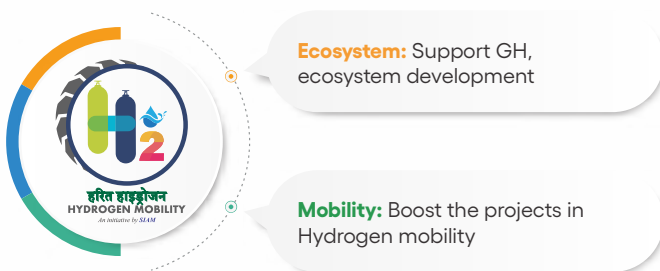 H2
हरित हाइड्रोजन
HYDROGEN MOBILITY
An initiative by SIAM
Ecosystem: Support GH,
ecosystem development
Mobility: Boost the projects in
Hydrogen mobility